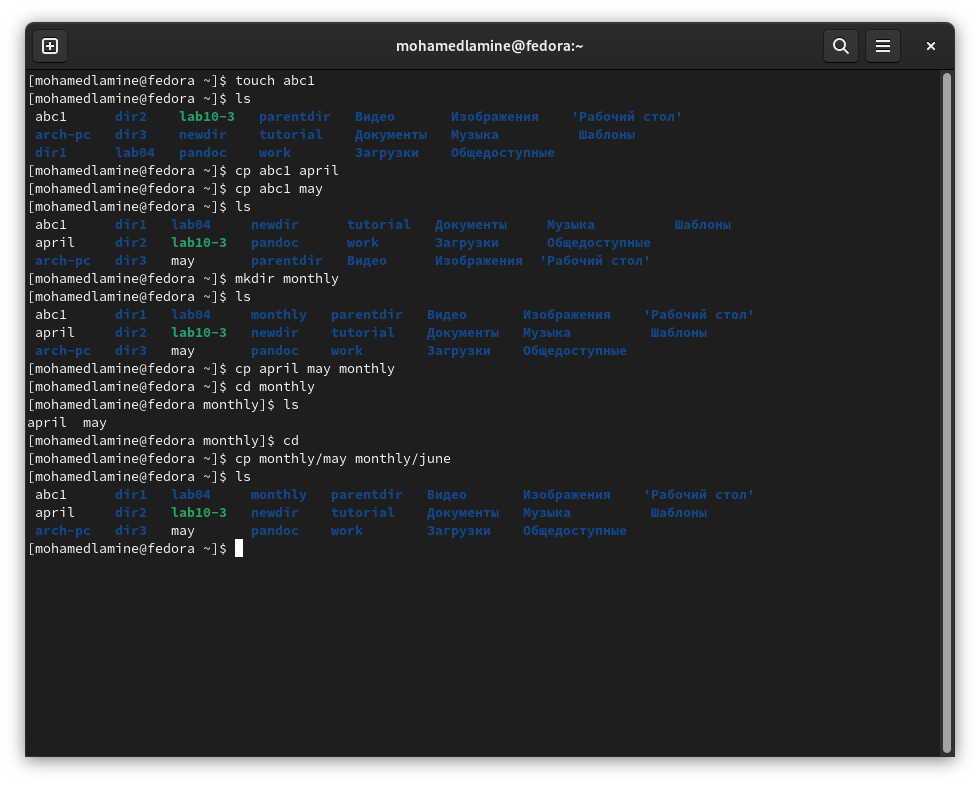 mohamedlamine@fedora:~
[mohamedlamine@fedora ~]$ touch abc1
[mohamedlamine@fedora ~]$ ls
abc1 dir2 lab10-3 parentdir Видео Изображения 'Рабочий стол'
arch-pc dir3 newdir tutorial Документы Музыка Шаблоны
dir1 lab04 pandoc work Загрузки Общедоступные
[mohamedlamine@fedora ~]$ cp abc1 april
[mohamedlamine@fedora ~]$ cp abc1 may
[mohamedlamine@fedora ~]$ ls
abc1 dir1 lab04 newdir tutorial Документы Музыка Шаблоны
april dir2 lab10-3 pandoc work Загрузки Общедоступные
arch-pc dir3 may parentdir Видео Изображения 'Рабочий стол'
[mohamedlamine@fedora ~]$ mkdir monthly
[mohamedlamine@fedora ~]$ ls
abc1 dir1 lab04 monthly parentdir Видео Изображения 'Рабочий стол'
april dir2 lab10-3 newdir tutorial Документы Музыка Шаблоны
arch-pc dir3 may pandoc work Загрузки Общедоступные
[mohamedlamine@fedora ~]$ cp april may monthly
[mohamedlamine@fedora ~]$ cd monthly
[mohamedlamine@fedora monthly]$ ls
april may
[mohamedlamine@fedora monthly]$ cd
[mohamedlamine@fedora ~]$ cp monthly/may monthly/june
[mohamedlamine@fedora ~]$ ls
abc1 dir1 lab04 monthly parentdir Видео Изображения 'Рабочий стол'
april dir2 lab10-3 newdir tutorial Документы Музыка Шаблоны
arch-pc dir3 may pandoc work Загрузки Общедоступные
[mohamedlamine@fedora ~]$